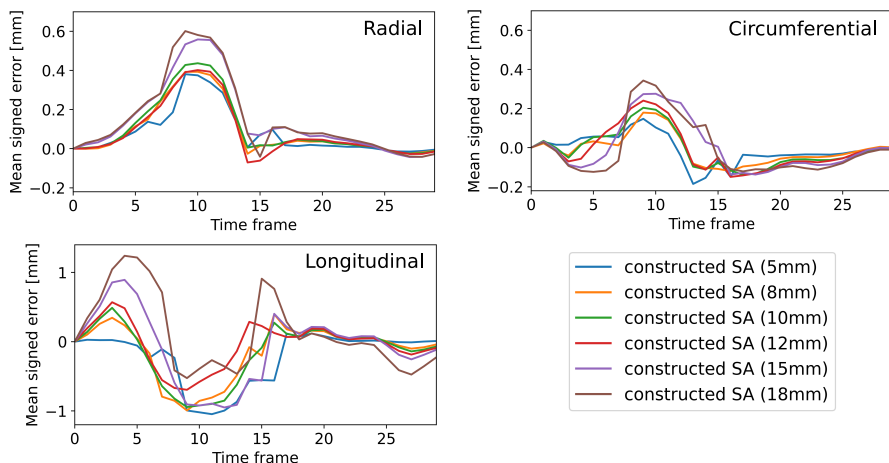 Radial
Mean signed error [mm]
0.6
0.4
0.2
0.0
−0.2
0 5 10 15 20 25
Time frame
Circumferential
Mean signed error [mm]
0.6
0.4
0.2
0.0
−0.2
0 5 10 15 20 25
Time frame
Longitudinal
Mean signed error [mm]
1
0
−1
0 5 10 15 20 25
Time frame
constructed SA (5mm)
constructed SA (8mm)
constructed SA (10mm)
constructed SA (12mm)
constructed SA (15mm)
constructed SA (18mm)